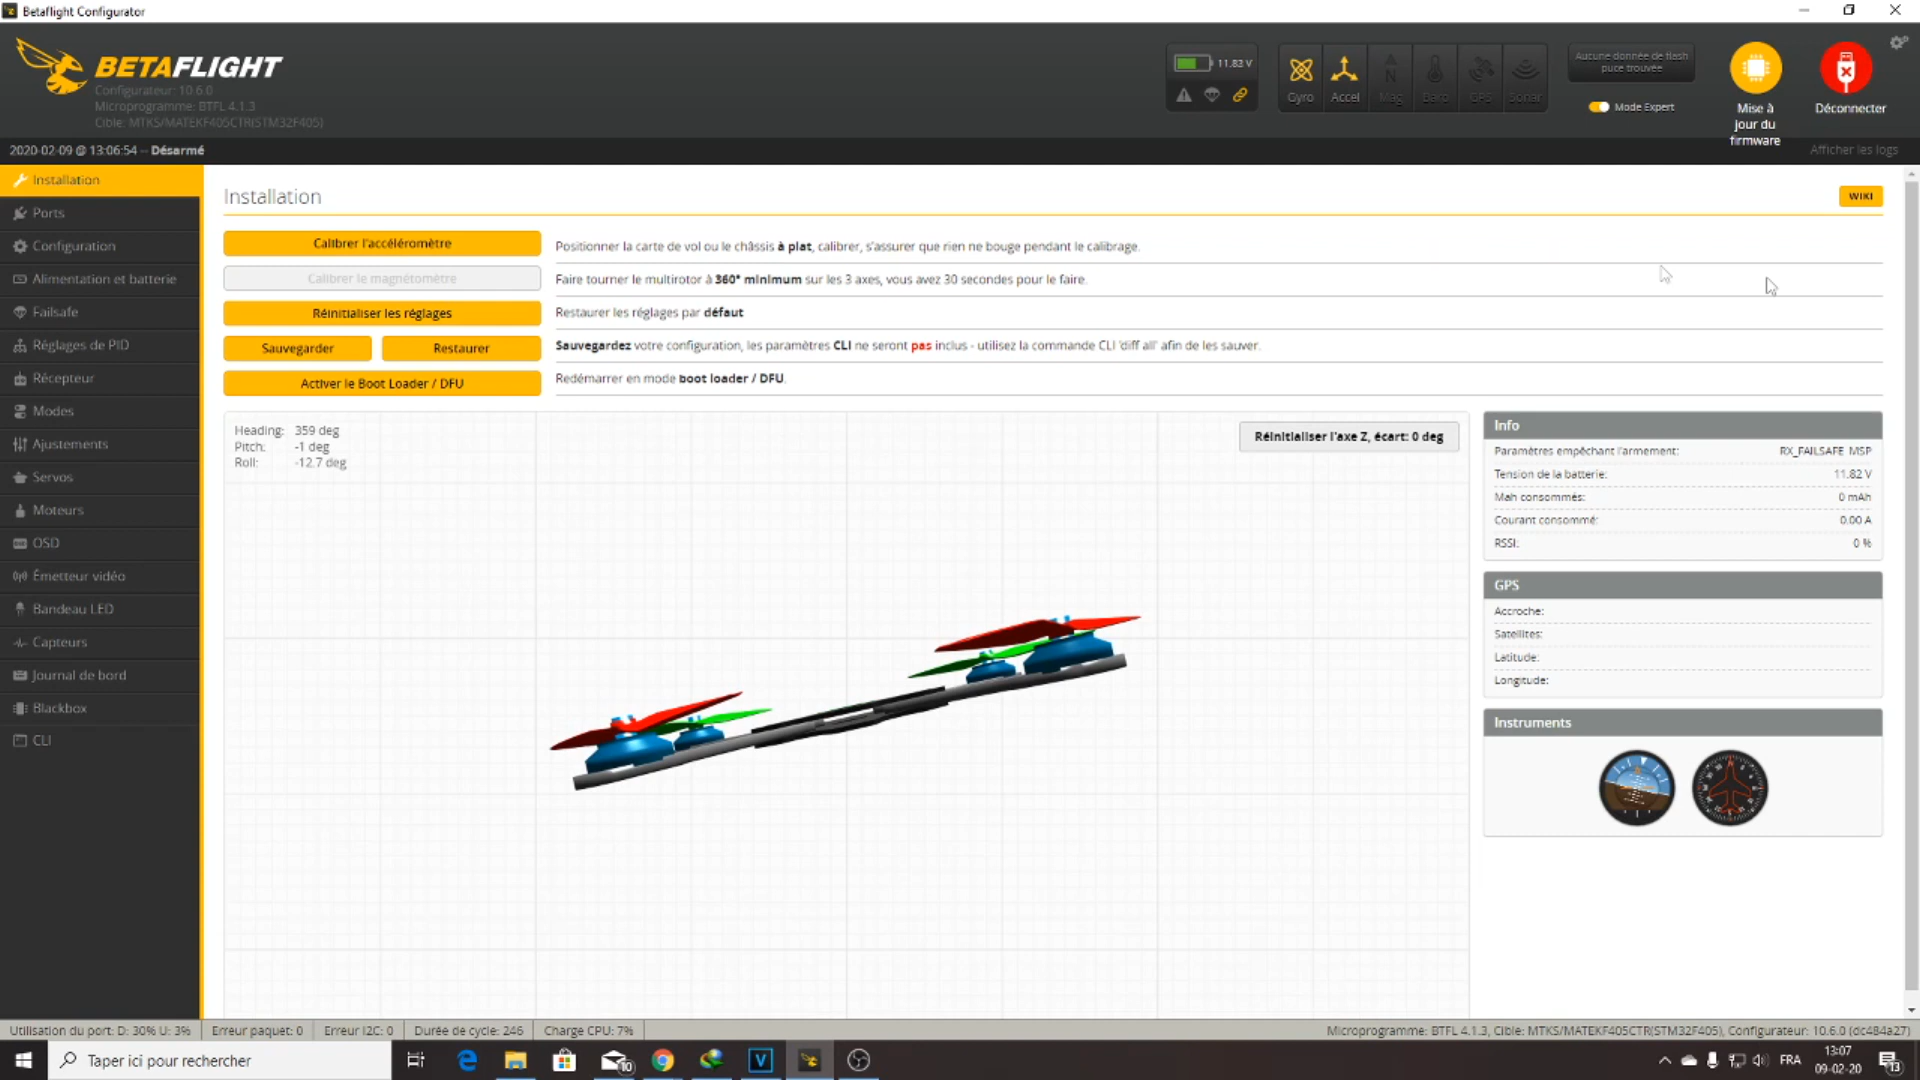 Betaflight Configurator
BETAFLIGHT
Configurateur: 10.6.0
Microprogramme: BTFL 4.1.3
Cible: MTKS/MATEKF405CTR(STM32F405)
11.82 V
Gyro
Accel
Mag
Baro
GPS
Sonar
Aucune donnée de flash
puce trouvée
Mode Expert
Mise à
jour du
firmware
Déconnecter
2020-02-09 @ 13:06:54 -- Désarmé
Afficher les logs
Installation
Ports
Configuration
Alimentation et batterie
Failsafe
Réglages de PID
Récepteur
Modes
Ajustements
Servos
Moteurs
OSD
Émetteur vidéo
Bandeau LED
Capteurs
Journal de bord
Blackbox
CLI
Installation
WIKI
Calibrer l'accéléromètre
Positionner la carte de vol ou le châssis à plat, calibrer, s'assurer que rien ne bouge pendant le calibrage.
Calibrer le magnétomètre
Faire tourner le multirotor à 360° minimum sur les 3 axes, vous avez 30 secondes pour le faire.
Réinitialiser les réglages
Restaurer les réglages par défaut
Sauvegarder
Restaurer
Sauvegardez votre configuration, les paramètres CLI ne seront pas inclus - utilisez la commande CLI 'diff all' afin de les sauver.
Activer le Boot Loader / DFU
Redémarrer en mode boot loader / DFU.
Heading: 359 deg
Pitch: -1 deg
Roll: -12.7 deg
Réinitialiser l'axe Z, écart: 0 deg
Info
Paramètres empêchant l'armement: RX_FAILSAFE MSP
Tension de la batterie: 11.82 V
Mah consommés: 0 mAh
Courant consommé: 0.00 A
RSSI: 0 %
GPS
Accroche:
Satellites:
Latitude:
Longitude:
Instruments
Utilisation du port: D: 30% U: 3%
Erreur paquet: 0
Erreur I2C: 0
Durée de cycle: 246
Charge CPU: 7%
Microprogramme: BTFL 4.1.3, Cible: MTKS/MATEKF405CTR(STM32F405), Configurateur: 10.6.0 (dc484a27)
Taper ici pour rechercher
10
V
FRA
13:07
09-02-20
13